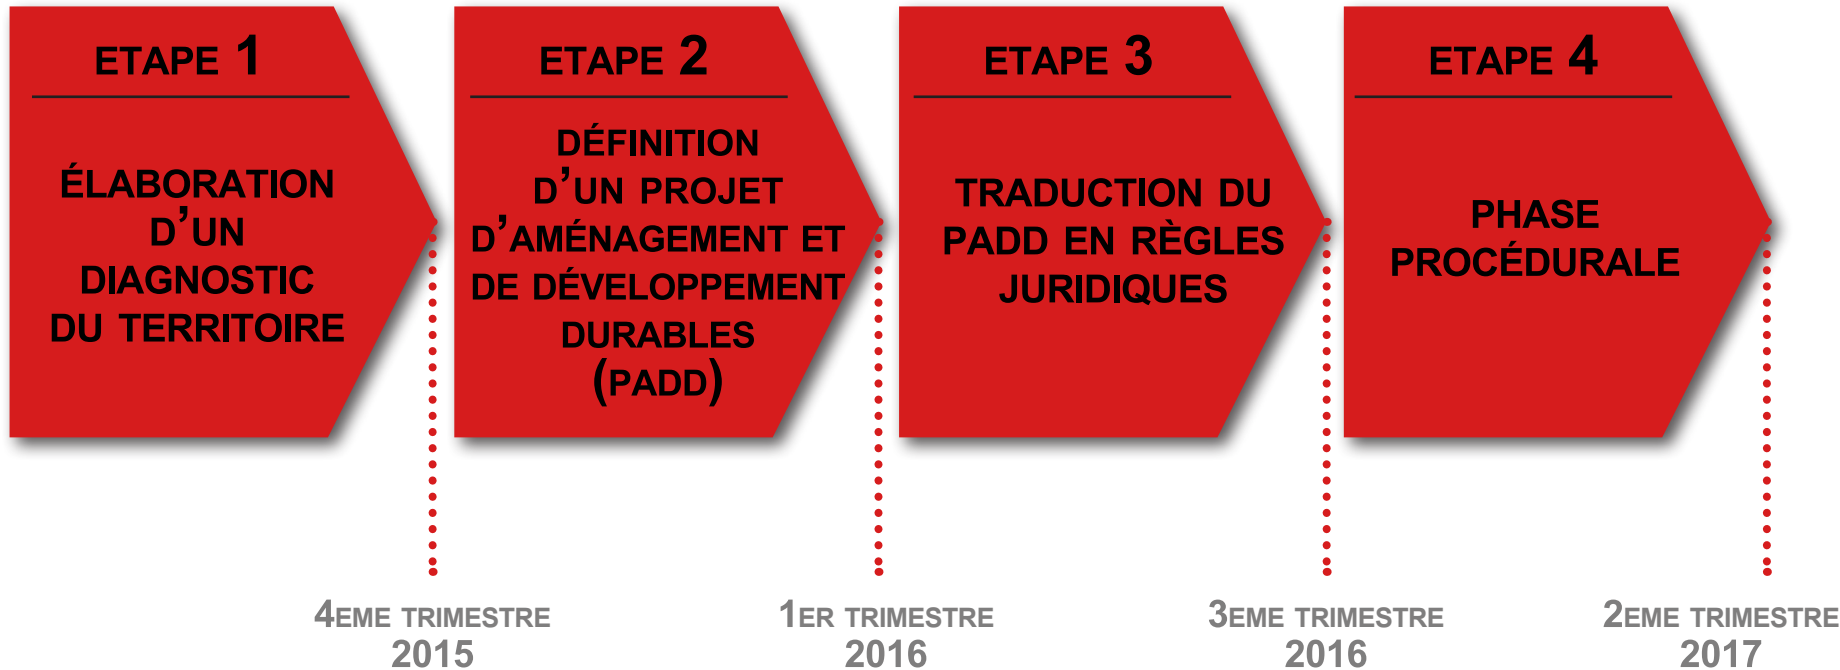 ETAPE 1
ÉLABORATION
D'UN
DIAGNOSTIC
DU TERRITOIRE
ETAPE 2
DÉFINITION
D'UN PROJET
D'AMÉNAGEMENT ET
DE DÉVELOPPEMENT
DURABLES
(PADD)
ETAPE 3
TRADUCTION DU
PADD EN RÈGLES
JURIDIQUES
ETAPE 4
PHASE
PROCÉDURALE
4EME TRIMESTRE
2015
1ER TRIMESTRE
2016
3EME TRIMESTRE
2016
2EME TRIMESTRE
2017